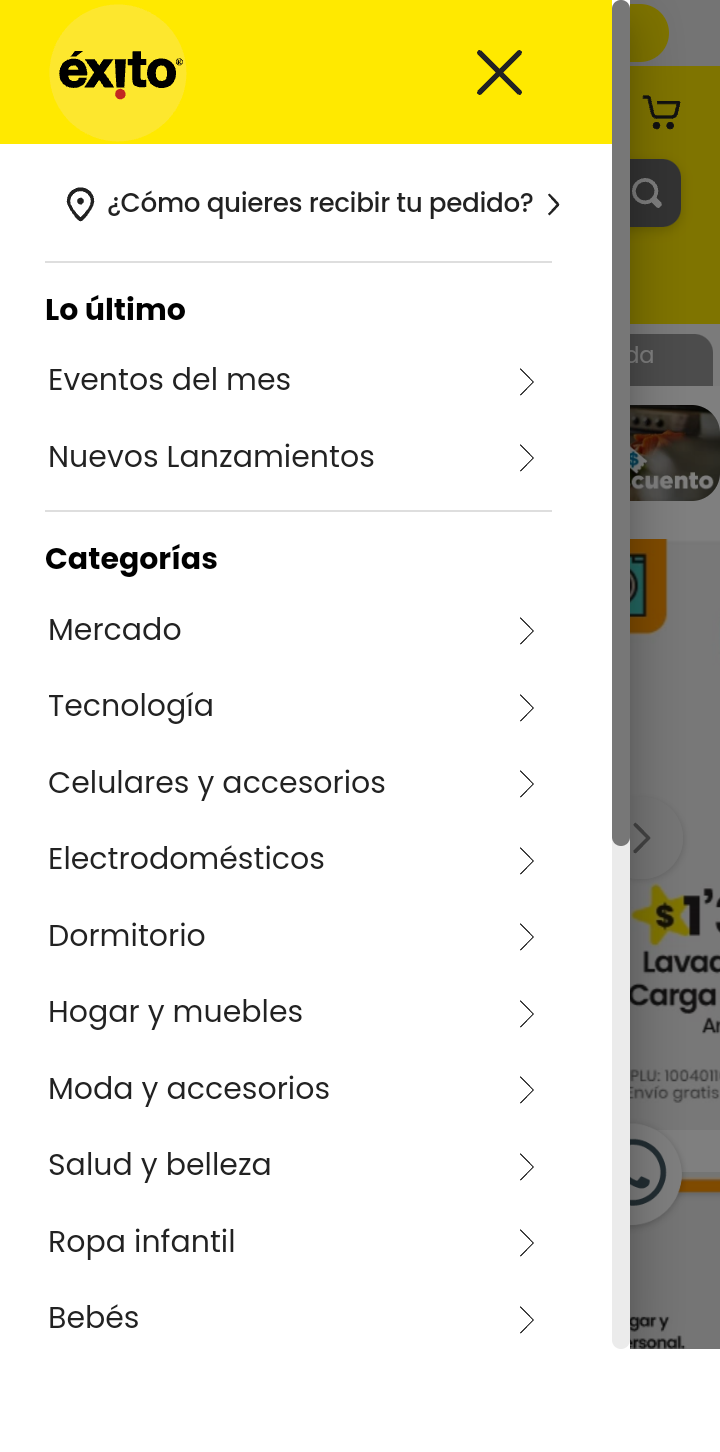 éxito®
¿Cómo quieres recibir tu pedido?
Lo último
Eventos del mes
Nuevos Lanzamientos
Categorías
Mercado
Tecnología
Celulares y accesorios
Electrodomésticos
Dormitorio
Hogar y muebles
Moda y accesorios
Salud y belleza
Ropa infantil
Bebés
da
$
cuento
$1'
Lavad
Carga
An
PLU: 1004011
Envío gratis
gar y
ersonal.